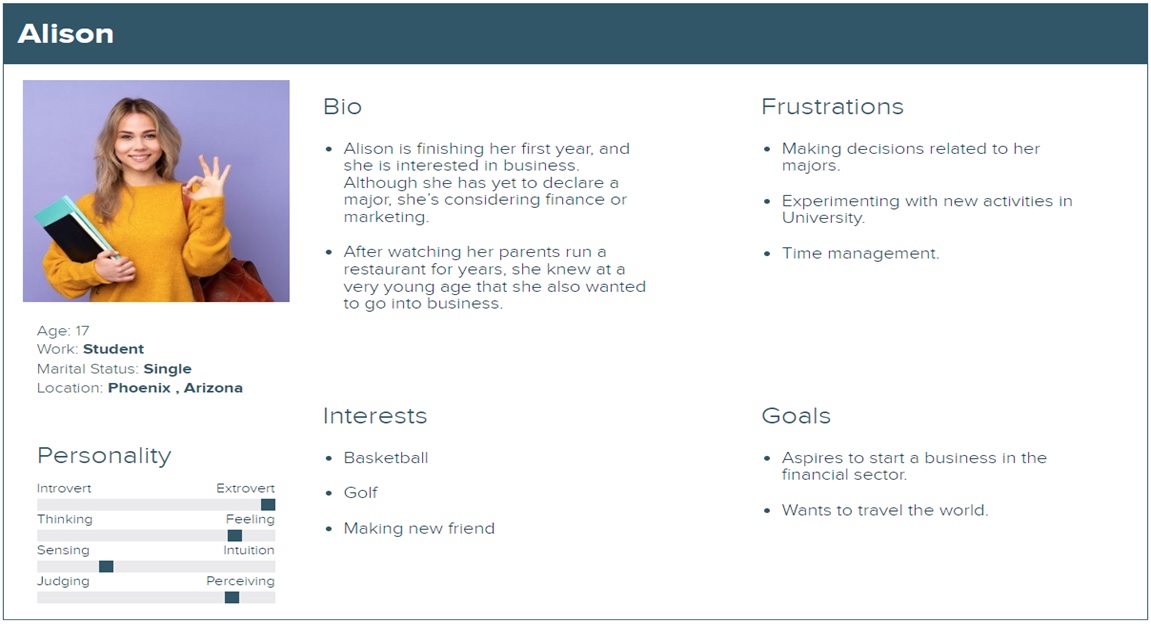 Alison
Age: 17
Work: Student
Marital Status: Single
Location: Phoenix , Arizona
Personality
Introvert Extrovert
Thinking Feeling
Sensing Intuition
Judging Perceiving
Bio
• Alison is finishing her first year, and
she is interested in business.
Although she has yet to declare a
major, she’s considering finance or
marketing.
• After watching her parents run a
restaurant for years, she knew at a
very young age that she also wanted
to go into business.
Interests
• Basketball
• Golf
• Making new friend
Frustrations
• Making decisions related to her
majors.
• Experimenting with new activities in
University.
• Time management.
Goals
• Aspires to start a business in the
financial sector.
• Wants to travel the world.